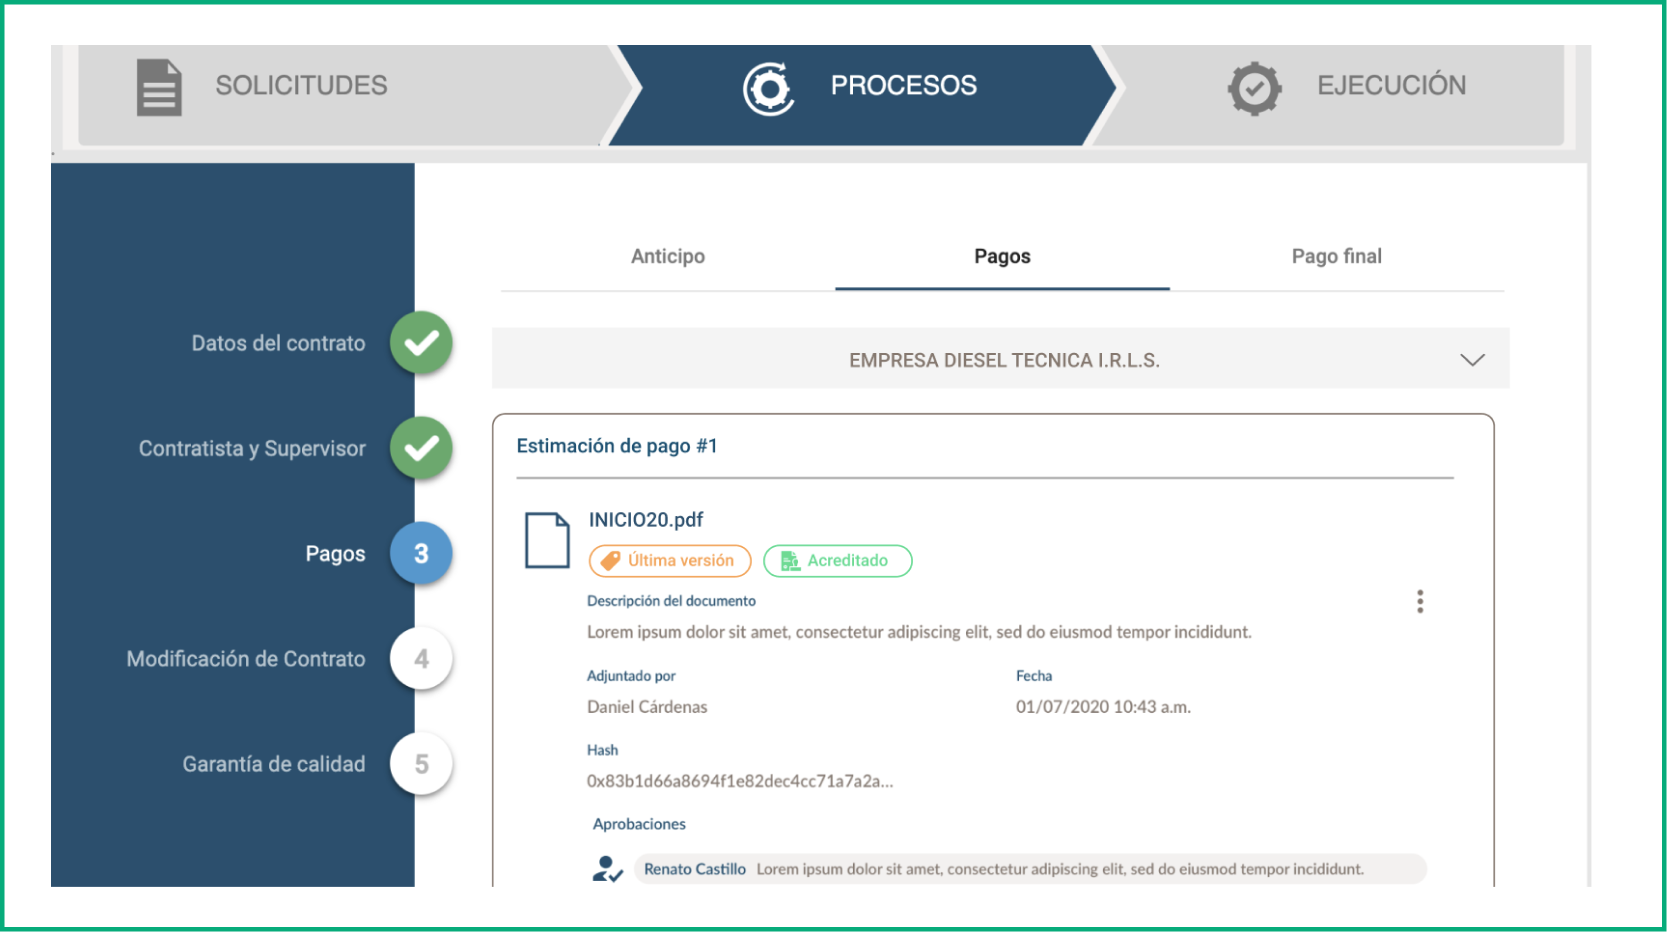 SOLICITUDES
PROCESOS
EJECUCIÓN
Anticipo
Pagos
Pago final
Datos del contrato
EMPRESA DIESEL TECNICA I.R.L.S.
Contratista y Supervisor
Estimación de pago #1
INICIO20.pdf
Última versión
Acreditado
Pagos
3
Descripción del documento
Lorem ipsum dolor sit amet, consectetur adipiscing elit, sed do eiusmod tempor incididunt.
Modificación de Contrato
4
Adjuntado por
Fecha
Daniel Cárdenas
01/07/2020 10:43 a.m.
Garantía de calidad
5
Hash
0x83b1d66a8694f1e82dec4cc71a7a2a...
Aprobaciones
Renato Castillo Lorem ipsum dolor sit amet, consectetur adipiscing elit, sed do eiusmod tempor incididunt.